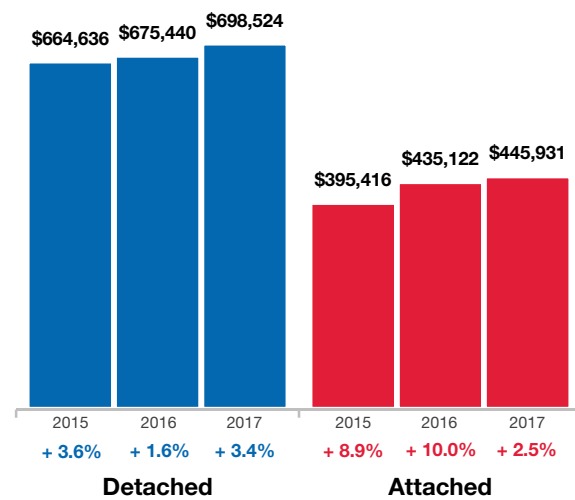 $664,636 $675,440 $698,524
$395,416 $435,122 $445,931
2015 2016 2017 2015 2016 2017
+ 3.6% + 1.6% + 3.4% + 8.9% + 10.0% + 2.5%
Detached Attached